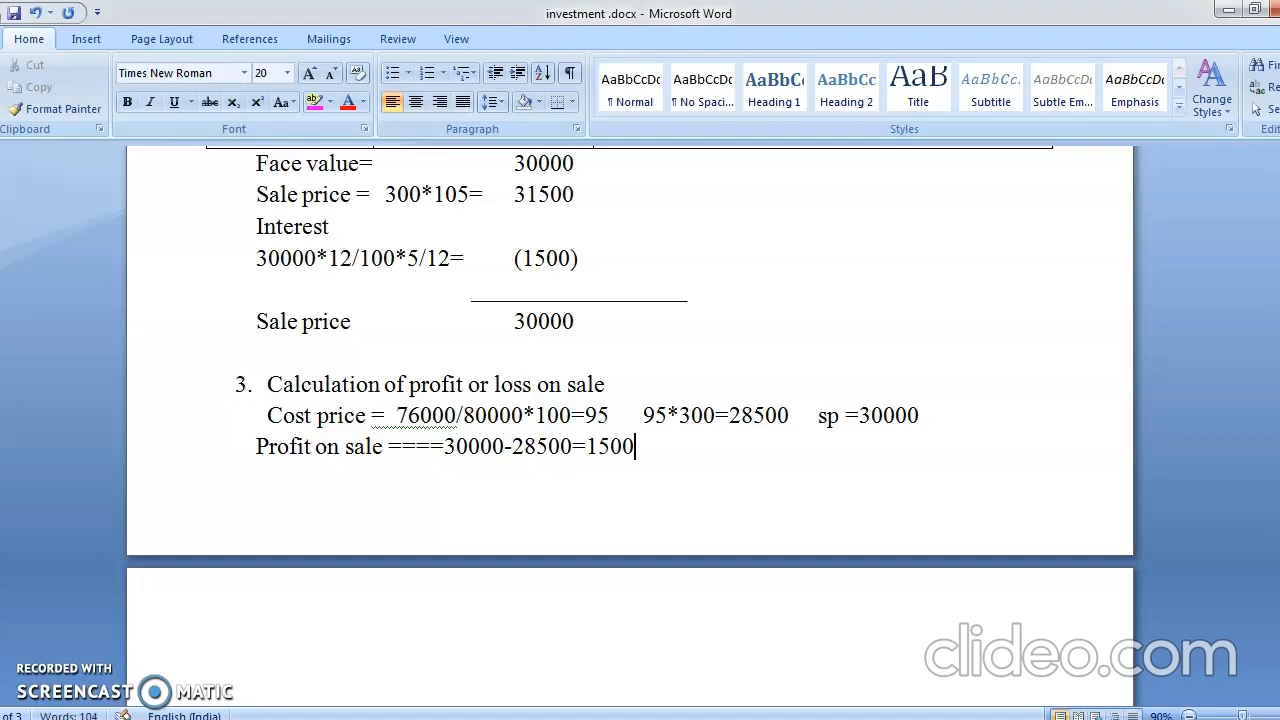 investment .docx - Microsoft Word
Home Insert Page Layout References Mailings Review View
Cut
Copy
Format Painter
Clipboard
Times New Roman 20
Font
Paragraph
AaBbCcDc AaBbCcDc AaBbCc AaBbCc AaB AaBbCc. AaBbCcDc AaBbCcDc
¶ Normal ¶ No Spaci... Heading 1 Heading 2 Title Subtitle Subtle Em... Emphasis
Change Styles
Styles
Face value= 30000
Sale price = 300*105= 31500
Interest
30000*12/100*5/12= (1500)
Sale price 30000
3. Calculation of profit or loss on sale
Cost price = 76000/80000*100=95 95*300=28500 sp =30000
Profit on sale ====30000-28500=1500
clideo.com
RECORDED WITH
SCREENCAST MATIC
of 3 Words: 104 English (India) 90%